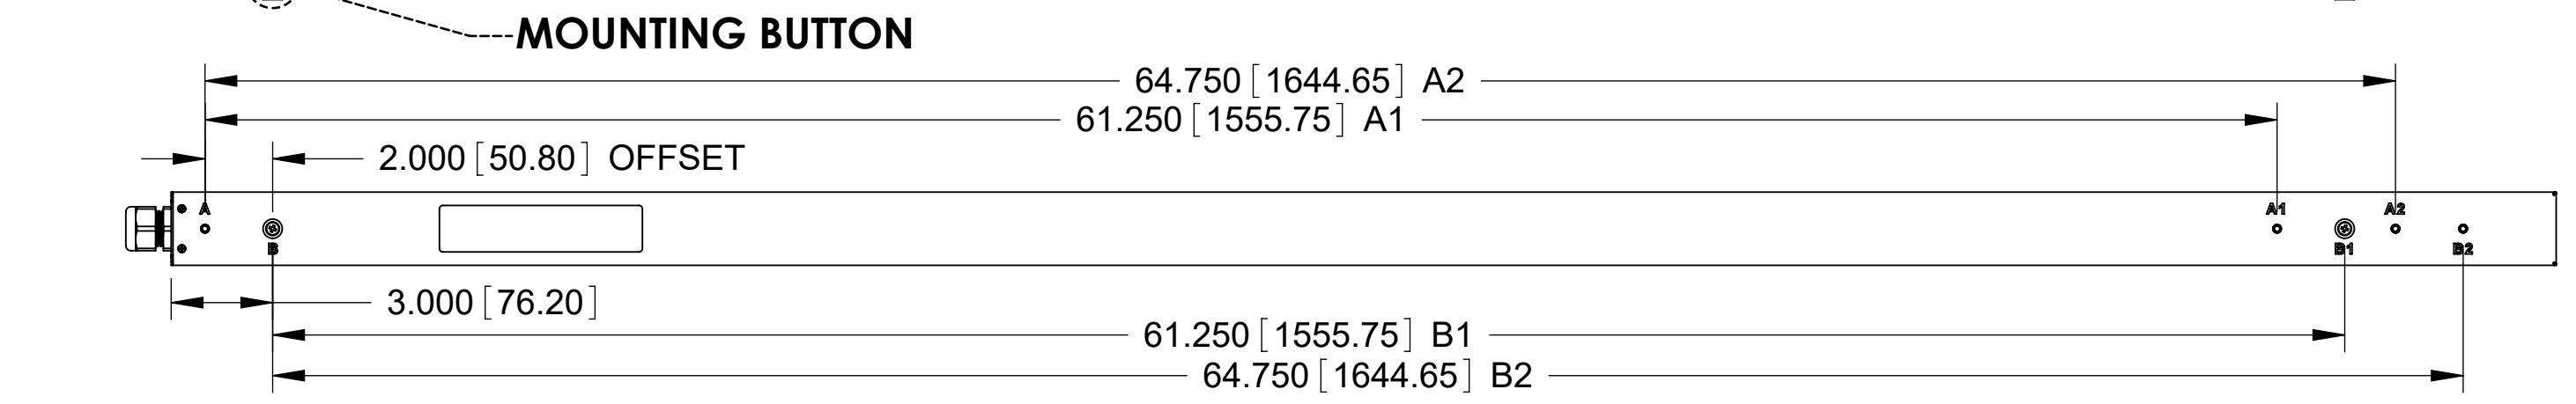 MOUNTING BUTTON
64.750 [1644.65] A2
61.250 [1555.75] A1
2.000 [50.80] OFFSET
A A1 A2
B B1 B2
3.000 [76.20]
61.250 [1555.75] B1
64.750 [1644.65] B2